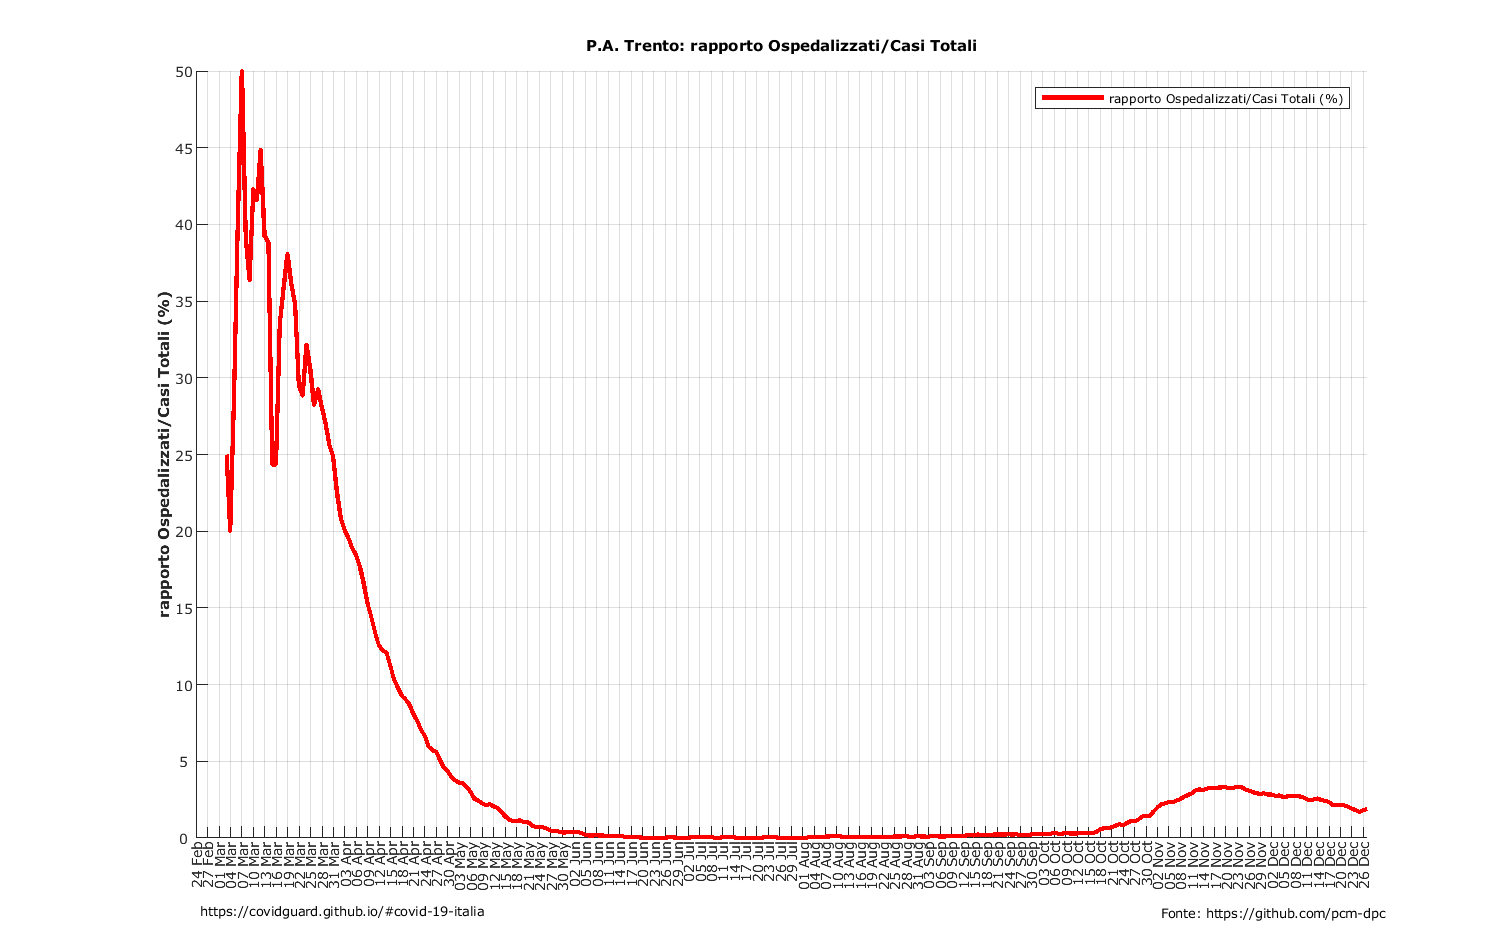 P.A. Trento: rapporto Ospedalizzati/Casi Totali
rapporto Ospedalizzati/Casi Totali (%)
rapporto Ospedalizzati/Casi Totali (%)
50
45
40
35
30
25
20
15
10
5
0
24 Feb
27 Feb
01 Mar
04 Mar
07 Mar
10 Mar
13 Mar
16 Mar
19 Mar
22 Mar
25 Mar
28 Mar
31 Mar
03 Apr
06 Apr
09 Apr
12 Apr
15 Apr
18 Apr
21 Apr
24 Apr
27 Apr
30 Apr
03 May
06 May
09 May
12 May
15 May
18 May
21 May
24 May
27 May
30 May
02 Jun
05 Jun
08 Jun
11 Jun
14 Jun
17 Jun
20 Jun
23 Jun
26 Jun
29 Jun
02 Jul
05 Jul
08 Jul
11 Jul
14 Jul
17 Jul
20 Jul
23 Jul
26 Jul
29 Jul
01 Aug
04 Aug
07 Aug
10 Aug
13 Aug
16 Aug
19 Aug
22 Aug
25 Aug
28 Aug
31 Aug
03 Sep
06 Sep
09 Sep
12 Sep
15 Sep
18 Sep
21 Sep
24 Sep
27 Sep
30 Sep
03 Oct
06 Oct
09 Oct
12 Oct
15 Oct
18 Oct
21 Oct
24 Oct
27 Oct
30 Oct
02 Nov
05 Nov
08 Nov
11 Nov
14 Nov
17 Nov
20 Nov
23 Nov
26 Nov
29 Nov
02 Dec
05 Dec
08 Dec
11 Dec
14 Dec
17 Dec
20 Dec
23 Dec
26 Dec
https://covidguard.github.io/#covid-19-italia
Fonte: https://github.com/pcm-dpc